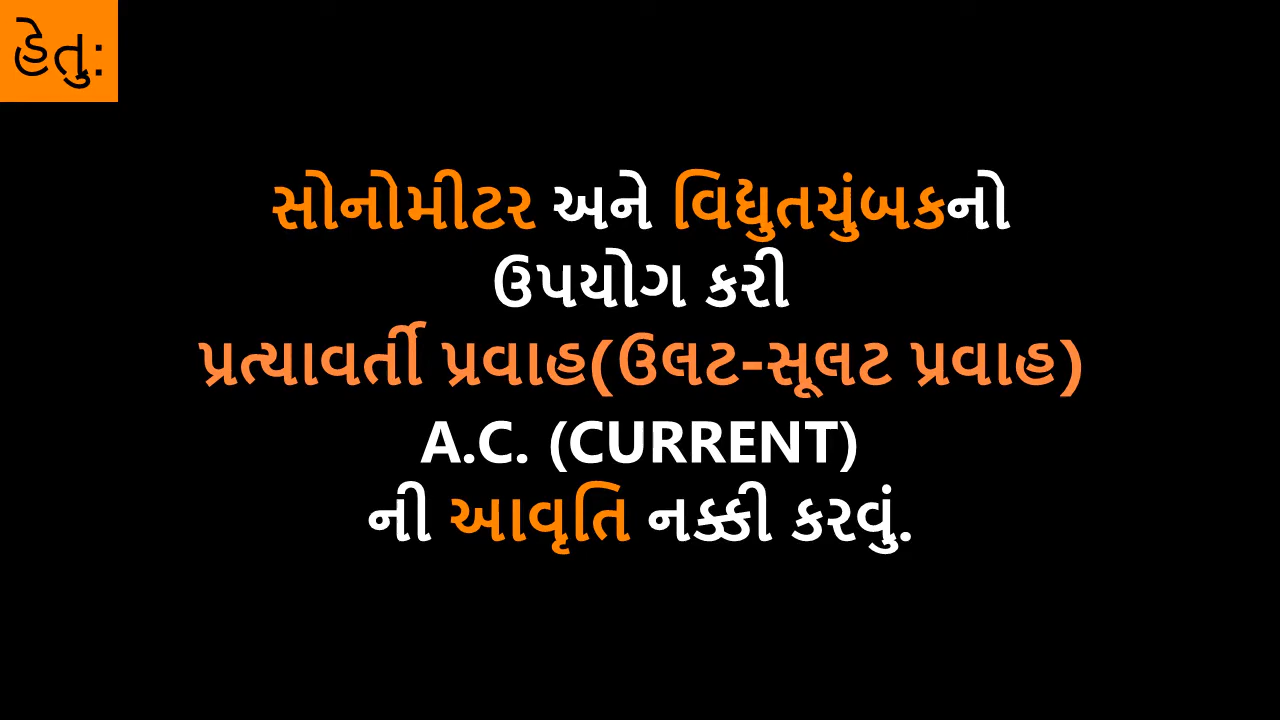 હેતુ:
સોનોમીટર અને વિદ્યુતચુંબકનો
ઉપયોગ કરી
પ્રત્યાવર્તી પ્રવાહ(ઉલટ-સૂલટ પ્રવાહ)
A.C. (CURRENT)
ની આવૃતિ નક્કી કરવું.